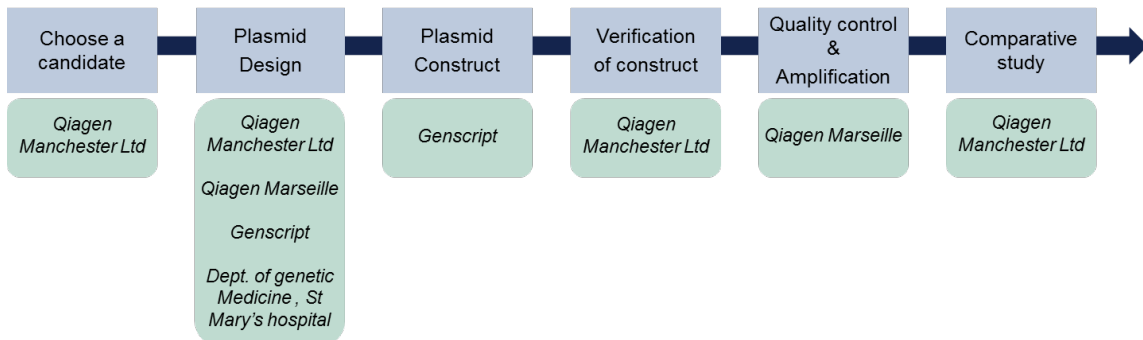 Choose a
candidate
Plasmid
Design
Plasmid
Construct
Verification
of construct
Quality control
&
Amplification
Comparative
study
Qiagen
Manchester Ltd
Qiagen
Manchester Ltd
Qiagen Marseille
Genscript
Dept. of genetic
Medicine , St
Mary's hospital
Genscript
Qiagen
Manchester Ltd
Qiagen Marseille
Qiagen
Manchester Ltd